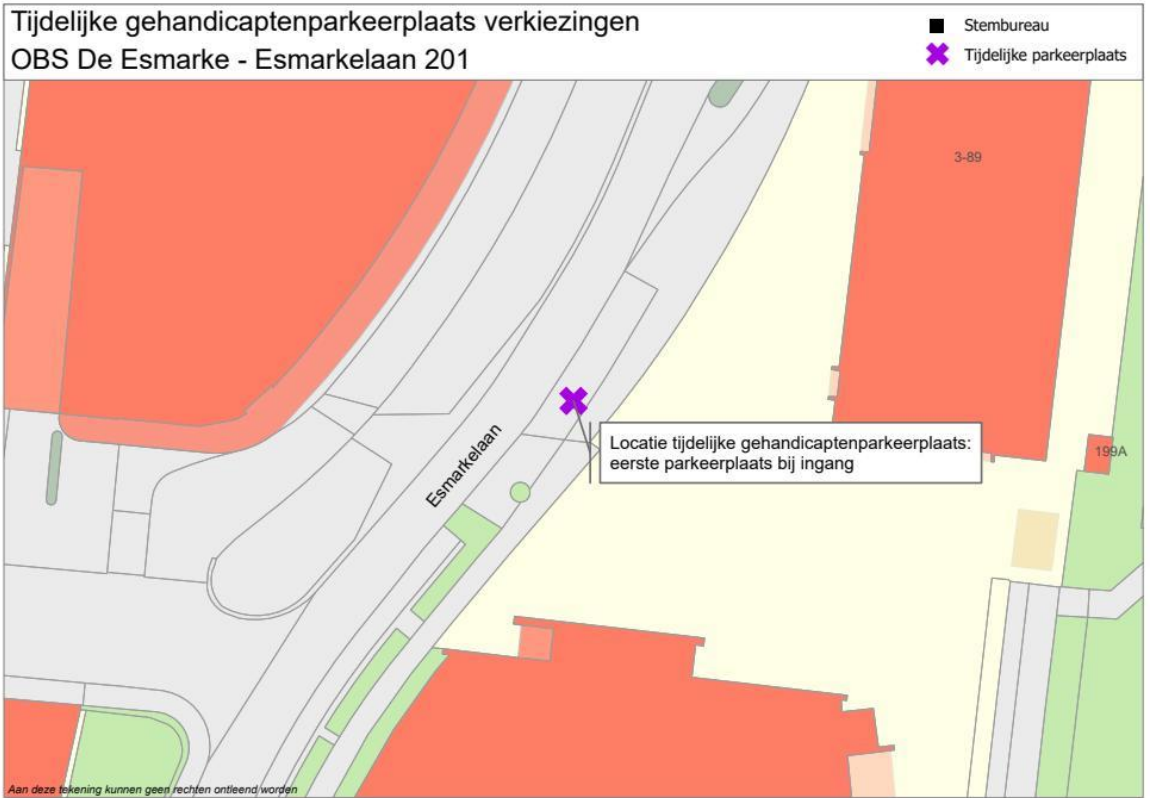 Tijdelijke gehandicaptenparkeerplaats verkiezingen
OBS De Esmarke - Esmarkelaan 201
Stembureau
Tijdelijke parkeerplaats
3-89
Esmarkelaan
Locatie tijdelijke gehandicaptenparkeerplaats:
eerste parkeerplaats bij ingang
199A
Aan deze tekening kunnen geen rechten ontleend worden